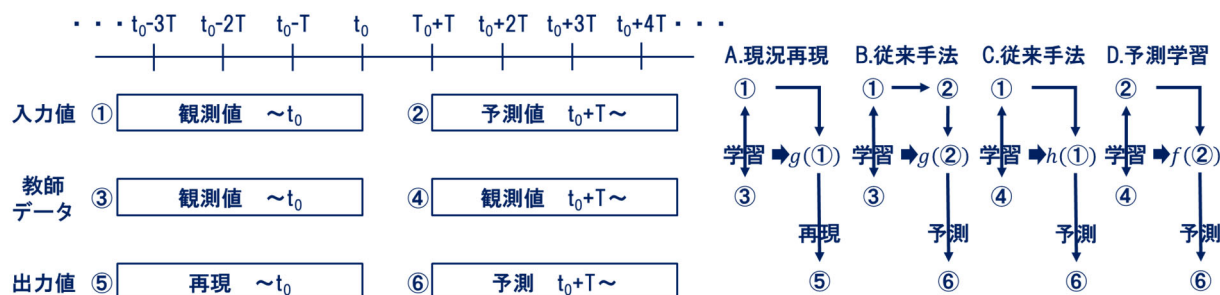 ・・・t₀-3T t₀-2T t₀-T t₀ T₀+T t₀+2T t₀+3T t₀+4T・・・
入力値 ① 観測値 ～t₀ ② 予測値 t₀+T～
教師データ ③ 観測値 ～t₀ ④ 観測値 t₀+T～
出力値 ⑤ 再現 ～t₀ ⑥ 予測 t₀+T～
A.現況再現 B.従来手法 C.従来手法 D.予測学習
① ① ② ① ②
学習 g(①) 学習 g(②) 学習 h(①) 学習 f(②)
③ ③ ④ ④
再現 予測 予測 予測
⑤ ⑥ ⑥ ⑥